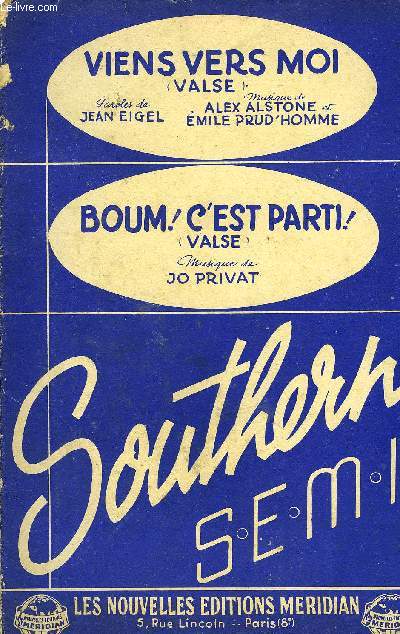 ©Le-livre.com
VIENS VERS MOI
(VALSE)
Paroles de
JEAN EIGEL
Musique de
ALEX ALSTONE et
ÉMILE PRUD'HOMME
BOUM! C'EST PARTI!
(VALSE)
Musique de
JO PRIVAT
Southern
S.E.M.I
LES NOUVELLES EDITIONS MERIDIAN
5, Rue Lincoln -- Paris (8e)
MERIDIAN